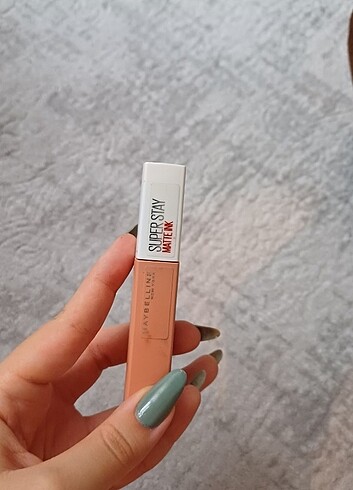 SUPER STAY
MATTE INK
MAYBELLINE
NEW YORK